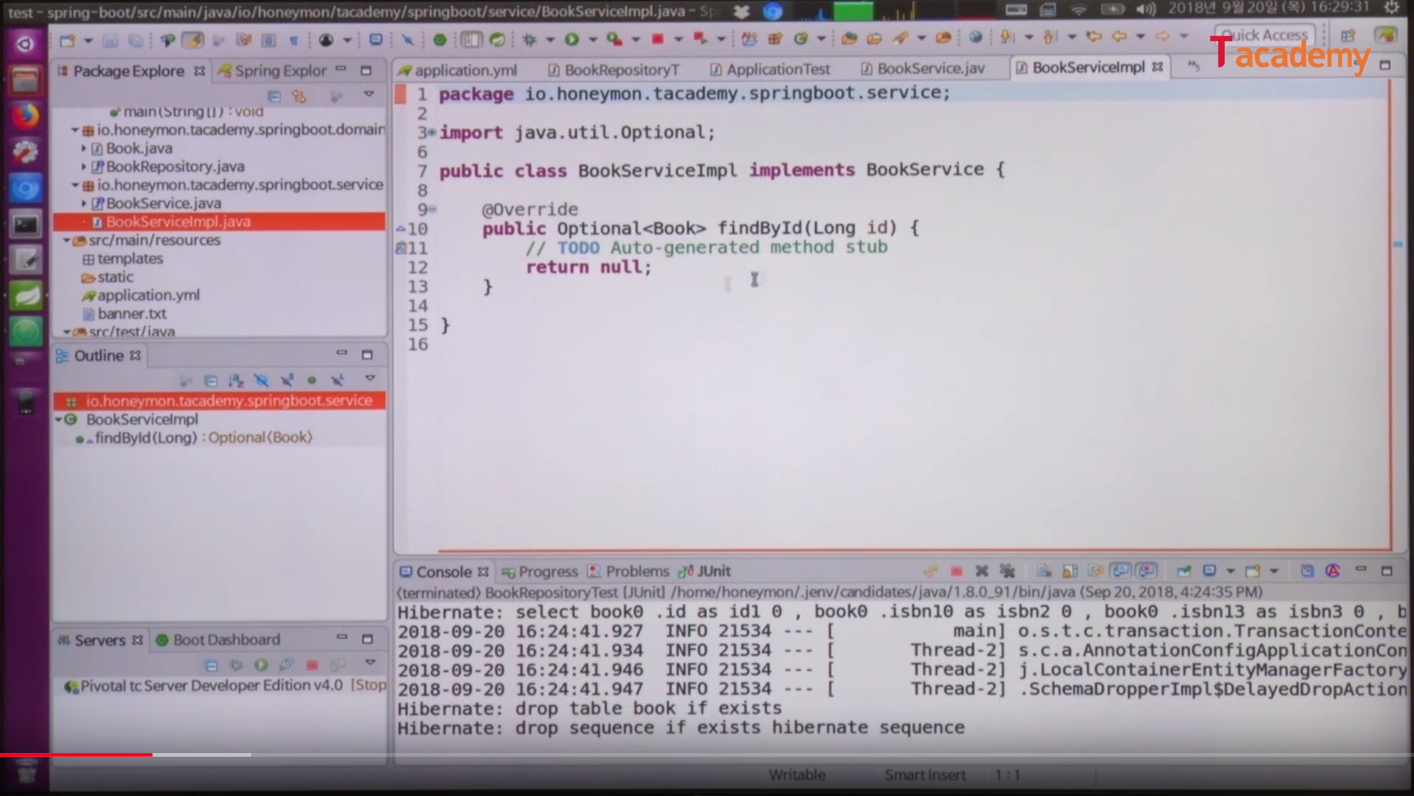 test - spring-boot/src/main/java/io/honeymon/tacademy/springboot/service/BookServiceImpl.java - Sp
2018년 9월20일 (목) 16:29:31
Quick Access
Tacademy
Package Explore
Spring Explor
application.yml
BookRepositoryT
ApplicationTest
BookService.jav
BookServiceImpl
main(String[]) : void
io.honeymon.tacademy.springboot.domain
Book.java
BookRepository.java
io.honeymon.tacademy.springboot.service
BookService.java
BookServiceImpl.java
src/main/resources
templates
static
application.yml
banner.txt
src/test/java
1 package io.honeymon.tacademy.springboot.service;
2
3 import java.util.Optional;
6
7 public class BookServiceImpl implements BookService {
8
9 @Override
10 public Optional<Book> findById(Long id) {
11 // TODO Auto-generated method stub
12 return null;
13 }
14
15 }
16
Outline
io.honeymon.tacademy.springboot.service
BookServiceImpl
findById(Long) : Optional<Book>
Servers
Boot Dashboard
Pivotal tc Server Developer Edition v4.0 [Stop
Console
Progress
Problems
JUnit
<terminated> BookRepositoryTest [JUnit] /home/honeymon/.jenv/candidates/java/1.8.0_91/bin/java (Sep 20, 2018, 4:24:35 PM)
Hibernate: select book0_.id as id1_0_, book0_.isbn10 as isbn2_0_, book0_.isbn13 as isbn3_0_, b
2018-09-20 16:24:41.927 INFO 21534 --- [ main] o.s.t.c.transaction.TransactionConte
2018-09-20 16:24:41.934 INFO 21534 --- [ Thread-2] s.c.a.AnnotationConfigApplicationCon
2018-09-20 16:24:41.946 INFO 21534 --- [ Thread-2] j.LocalContainerEntityManagerFactory
2018-09-20 16:24:41.947 INFO 21534 --- [ Thread-2] .SchemaDropperImpl$DelayedDropAction
Hibernate: drop table book if exists
Hibernate: drop sequence if exists hibernate_sequence
Writable
Smart Insert
1 : 1